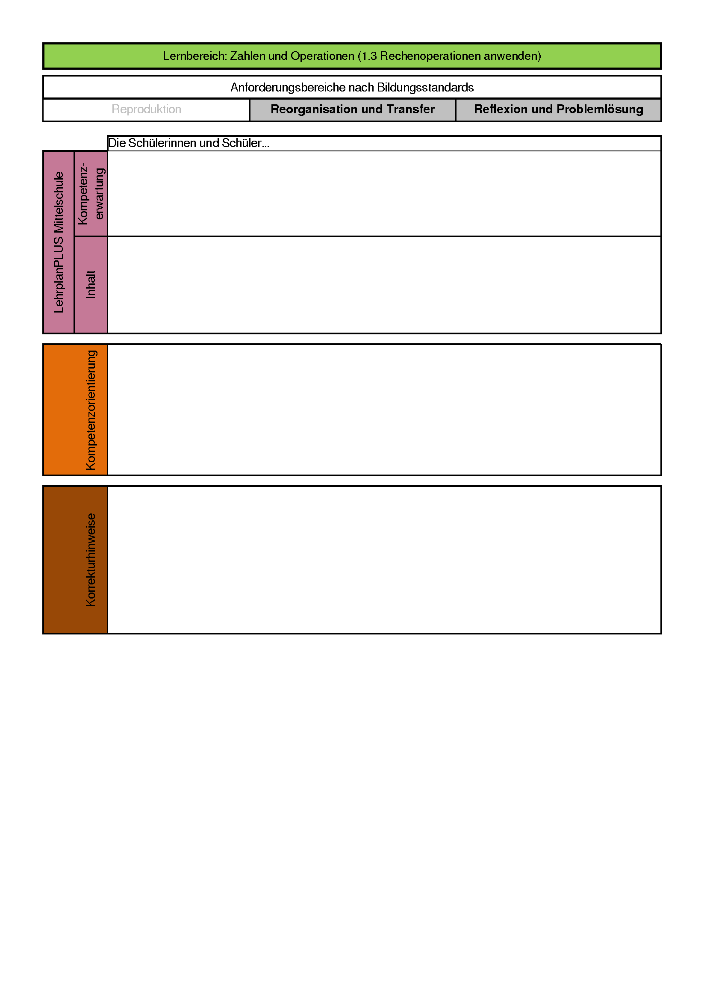 Lernbereich: Zahlen und Operationen (1.3 Rechenoperationen anwenden)
Anforderungsbereiche nach Bildungsstandards
Reproduktion
Reorganisation und Transfer
Reflexion und Problemlösung
Die Schülerinnen und Schüler...
LehrplanPLUS Mittelschule
Kompetenz-
erwartung
Inhalt
Kompetenzorientierung
Korrekturhinweise